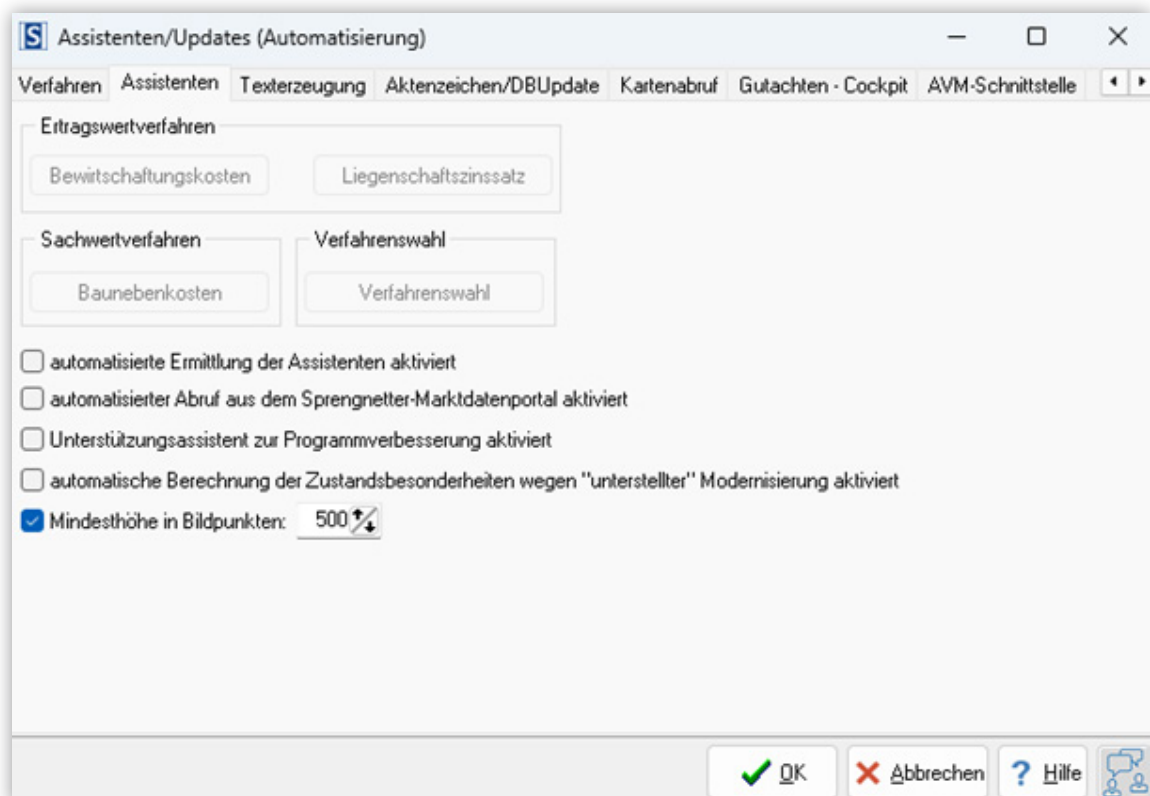 S Assistenten/Updates (Automatisierung)
Verfahren Assistenten Texterzeugung Aktenzeichen/DBUpdate Kartenabruf Gutachten - Cockpit AVM-Schnittstelle
Ertragswertverfahren
Bewirtschaftungskosten Liegenschaftszinssatz
Sachwertverfahren Verfahrenswahl
Baunebenkosten Verfahrenswahl
automatisierte Ermittlung der Assistenten aktiviert
automatisierter Abruf aus dem Sprengnetter-Marktdatenportal aktiviert
Unterstützungsassistent zur Programmverbesserung aktiviert
automatische Berechnung der Zustandsbesonderheiten wegen "unterstellter" Modernisierung aktiviert
Mindesthöhe in Bildpunkten: 500
OK Abbrechen ? Hilfe